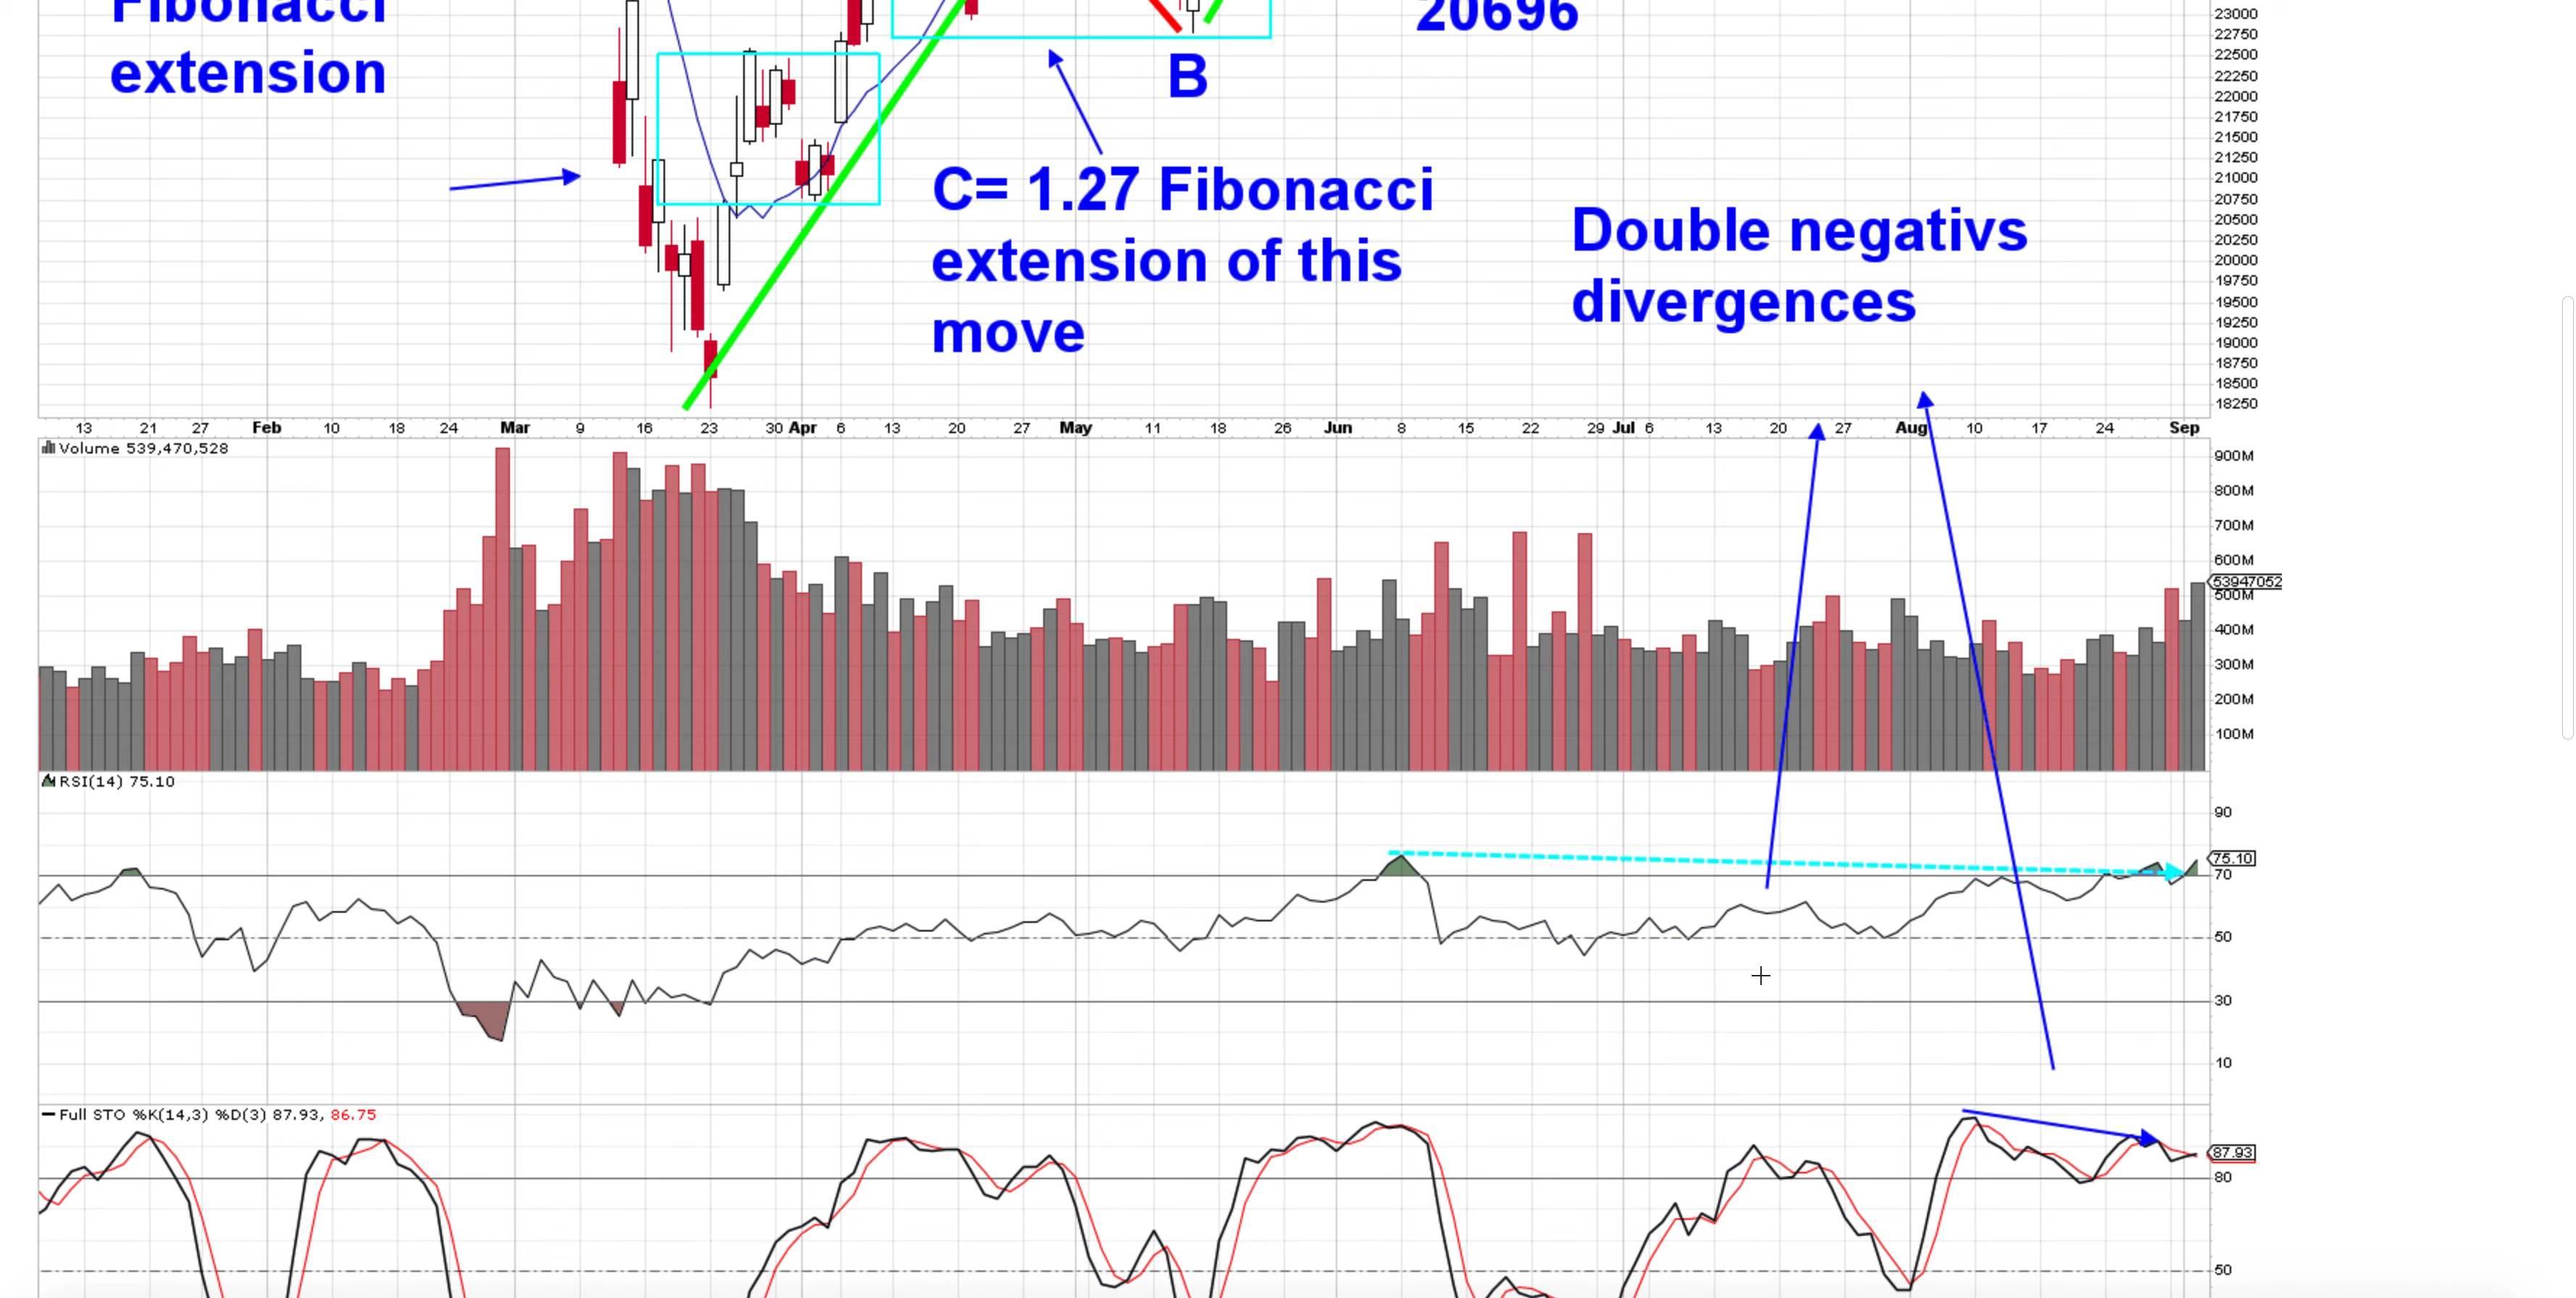 Fibonacci
extension
20696
B
C= 1.27 Fibonacci
extension of this
move
Double negativs
divergences
23000
22750
22500
22250
22000
21750
21500
21250
21000
20750
20500
20250
20000
19750
19500
19250
19000
18750
18500
18250
13 21 27 Feb 10 18 24 Mar 9 16 23 30 Apr 6 13 20 27 May 11 18 26 Jun 8 15 22 29 Jul 6 13 20 27 Aug 10 17 24 Sep
Volume 539,470,528
900M
800M
700M
600M
53947052
500M
400M
300M
200M
100M
RSI(14) 75.10
90
75.10
70
50
30
10
Full STO %K(14,3) %D(3) 87.93, 86.75
87.93
80
50